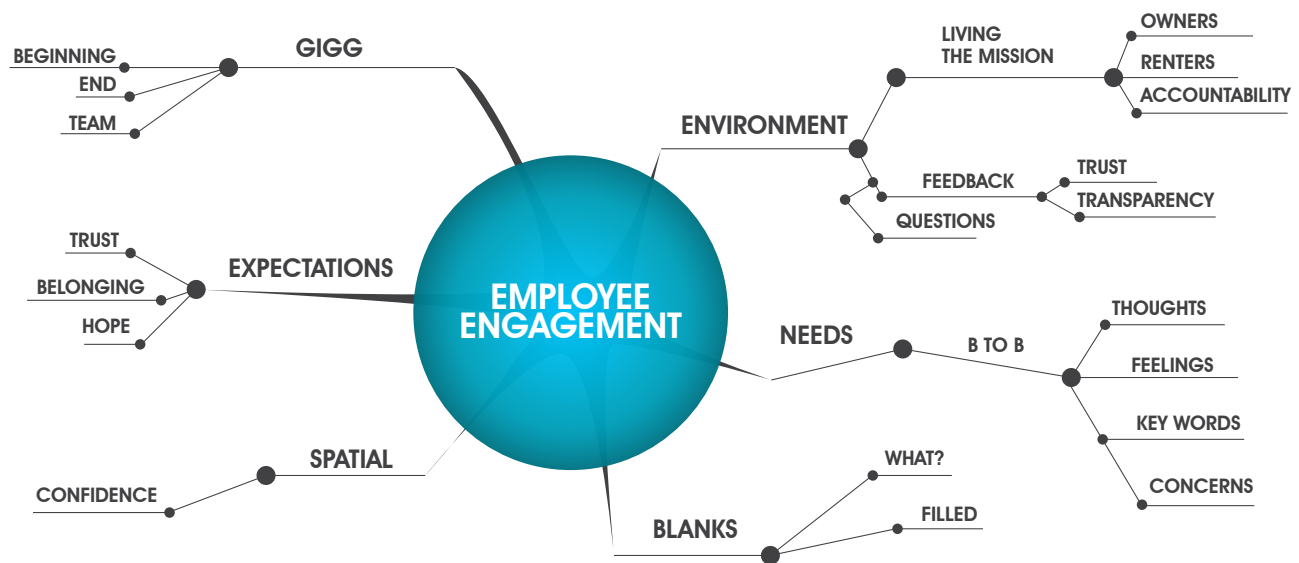 GIGG
BEGINNING
END
TEAM
EXPECTATIONS
TRUST
BELONGING
HOPE
SPATIAL
CONFIDENCE
EMPLOYEE
ENGAGEMENT
ENVIRONMENT
LIVING
THE MISSION
OWNERS
RENTERS
ACCOUNTABILITY
FEEDBACK
TRUST
TRANSPARENCY
QUESTIONS
NEEDS
B TO B
THOUGHTS
FEELINGS
KEY WORDS
CONCERNS
BLANKS
WHAT?
FILLED